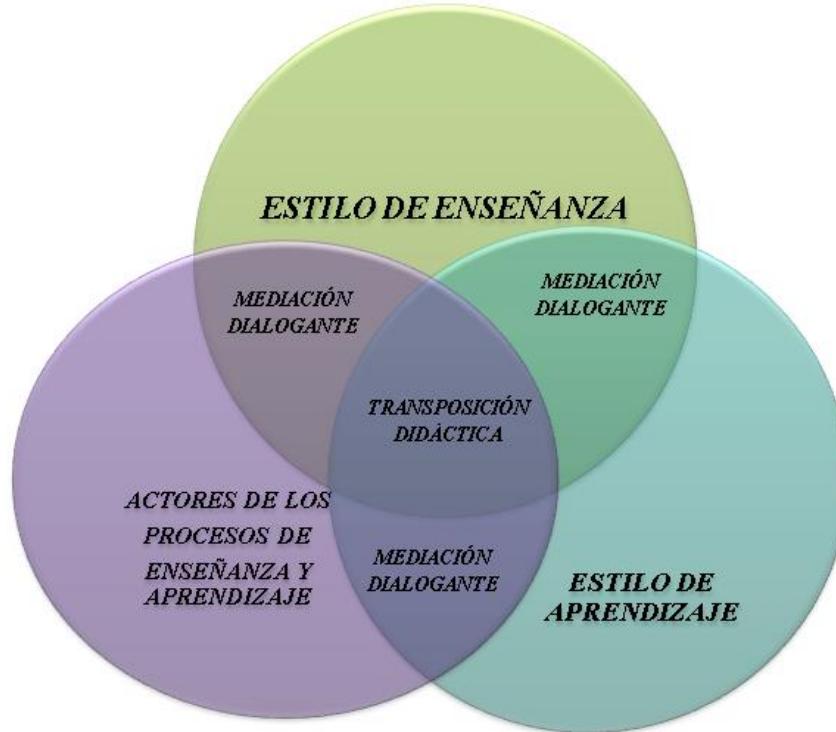 ESTILO DE ENSEÑANZA
MEDIACIÓN
DIALOGANTE
MEDIACIÓN
DIALOGANTE
TRANSPOSICIÓN
DIDÀCTICA
ACTORES DE LOS
PROCESOS DE
ENSEÑANZA Y
APRENDIZAJE
MEDIACIÓN
DIALOGANTE
ESTILO DE
APRENDIZAJE